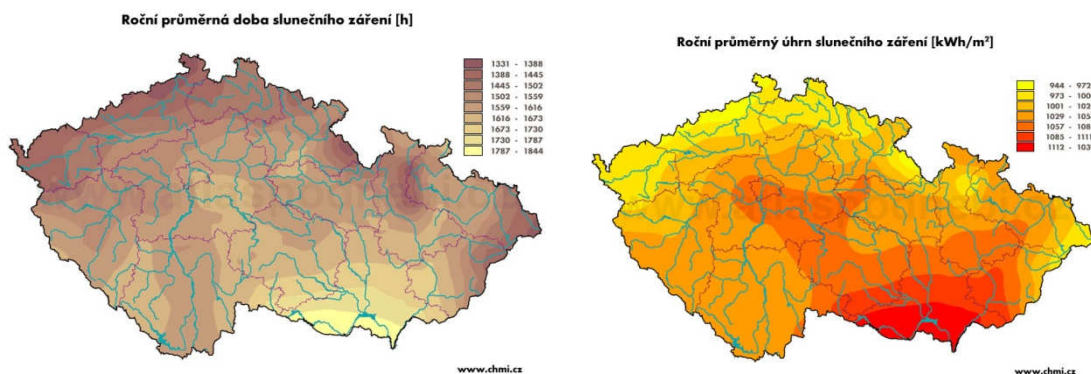 Roční průměrná doba slunečního záření [h]
1331 - 1388
1388 - 1445
1445 - 1502
1502 - 1559
1559 - 1616
1616 - 1673
1673 - 1730
1730 - 1787
1787 - 1844
www.chmi.cz
Roční průměrný úhrn slunečního záření [kWh/m²]
944 - 972
973 - 100
1001 - 102
1029 - 105
1057 - 108
1085 - 1111
1112 - 103
www.chmi.cz